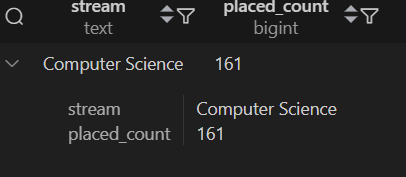 stream placed_count
text bigint
Computer Science 161
stream Computer Science
placed_count 161